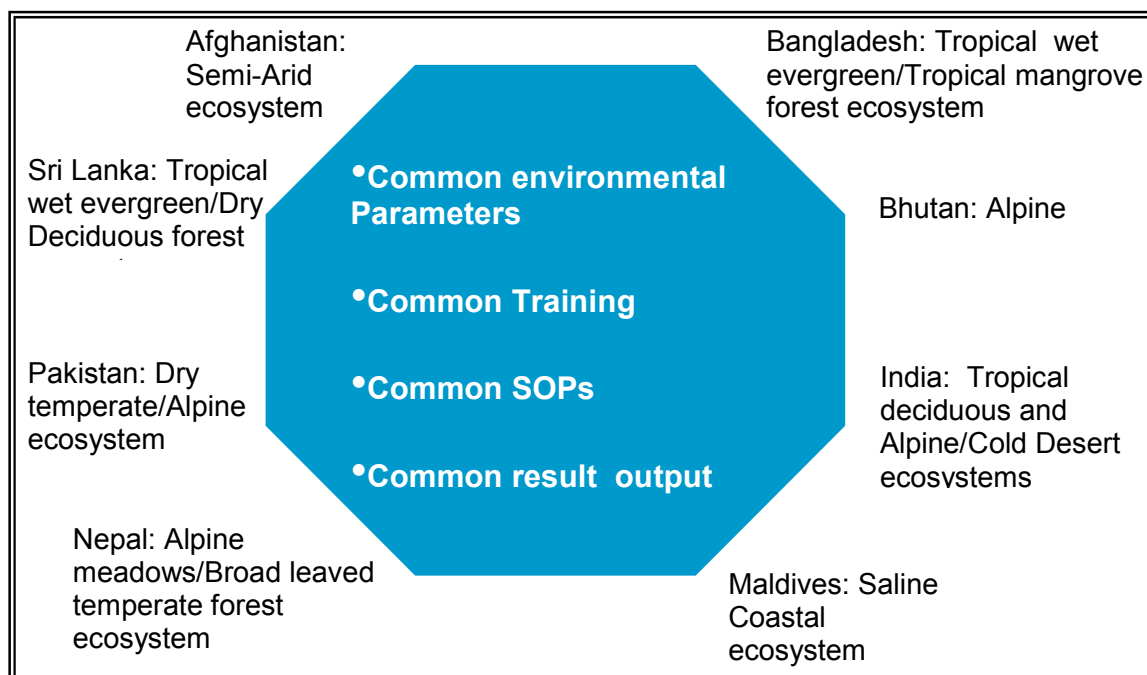 Afghanistan:
Semi-Arid
ecosystem
Bangladesh: Tropical wet
evergreen/Tropical mangrove
forest ecosystem
Sri Lanka: Tropical
wet evergreen/Dry
Deciduous forest
•Common environmental
Parameters
Bhutan: Alpine
•Common Training
Pakistan: Dry
temperate/Alpine
ecosystem
•Common SOPs
India: Tropical
deciduous and
Alpine/Cold Desert
ecosystems
•Common result output
Nepal: Alpine
meadows/Broad leaved
temperate forest
ecosystem
Maldives: Saline
Coastal
ecosystem